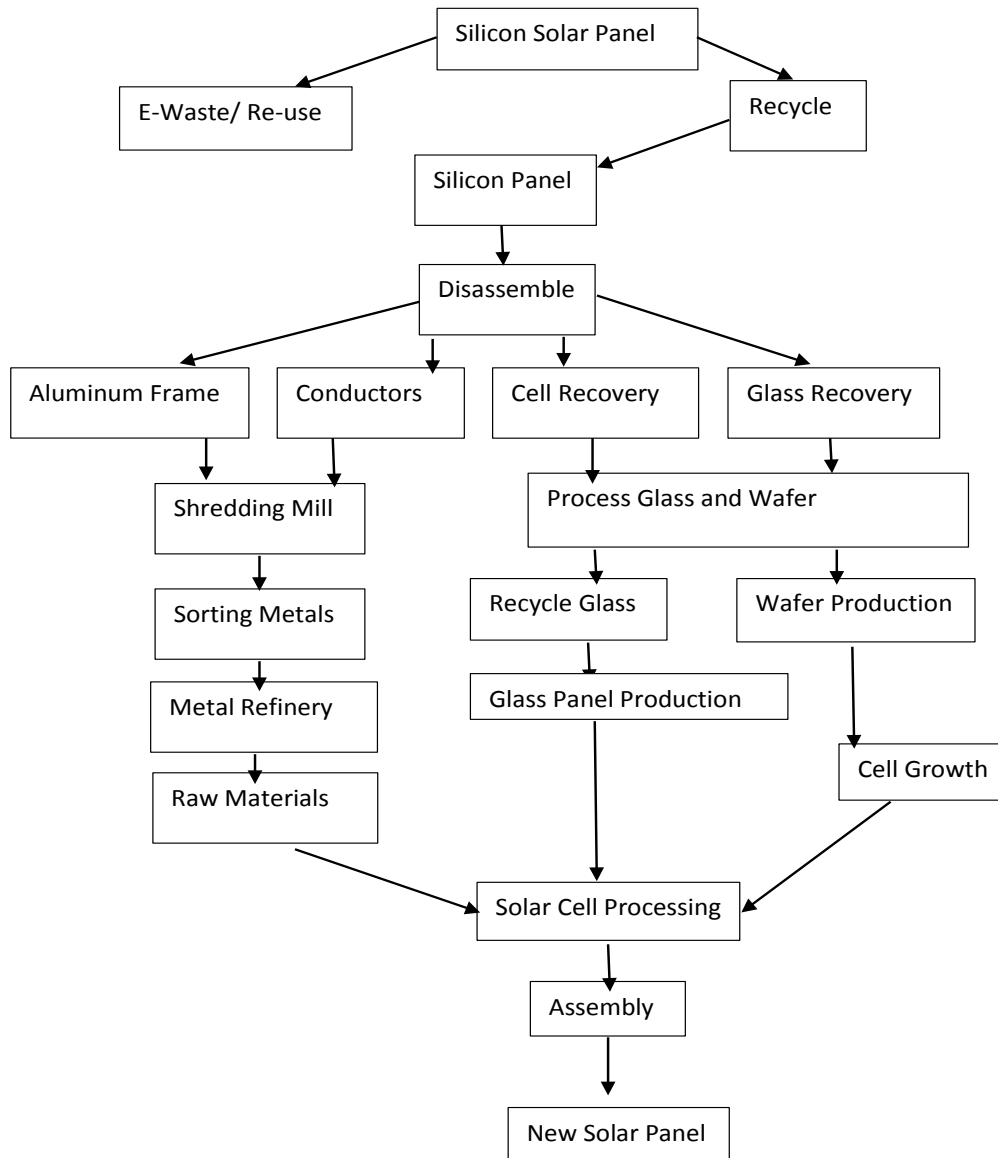 Silicon Solar Panel
E-Waste/ Re-use
Recycle
Silicon Panel
Disassemble
Aluminum Frame
Conductors
Cell Recovery
Glass Recovery
Shredding Mill
Process Glass and Wafer
Sorting Metals
Recycle Glass
Wafer Production
Metal Refinery
Glass Panel Production
Raw Materials
Cell Growth
Solar Cell Processing
Assembly
New Solar Panel